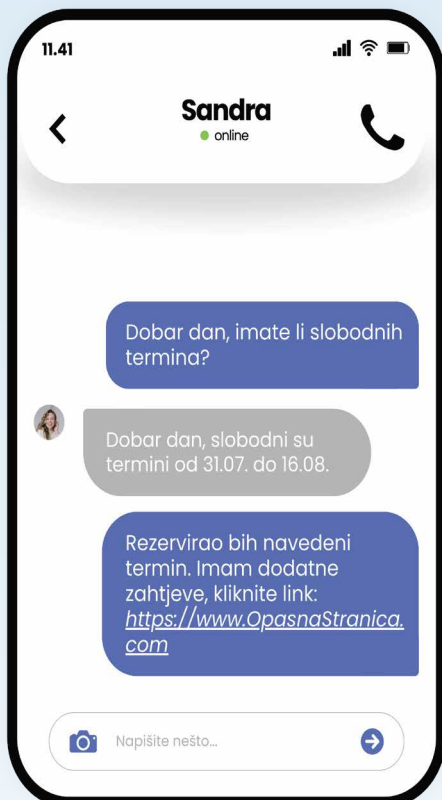 11.41
Sandra
online
Dobar dan, imate li slobodnih
termina?
Dobar dan, slobodni su
termini od 31.07. do 16.08.
Rezervirao bih navedeni
termin. Imam dodatne
zahtjeve, kliknite link:
https://www.OpasnaStranica.
com
Napišite nešto...